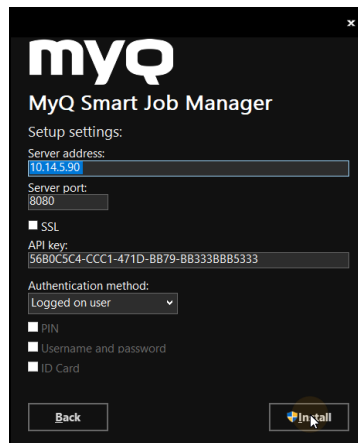 myQ
MyQ Smart Job Manager
Setup settings:
Server address:
10.14.5.90
Server port:
8080
SSL
API key:
56B0C5C4-CCC1-471D-BB79-BB333BBB5333
Authentication method:
Logged on user
PIN
Username and password
ID Card
Back
Install